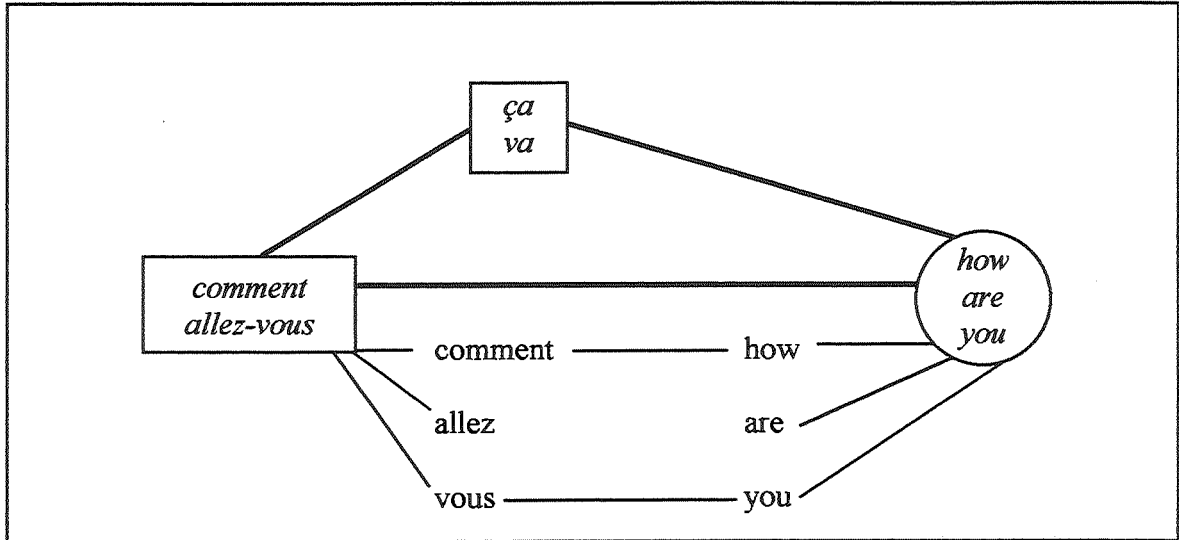 ça
va
comment
allez-vous
how
are
you
comment how
allez are
vous you